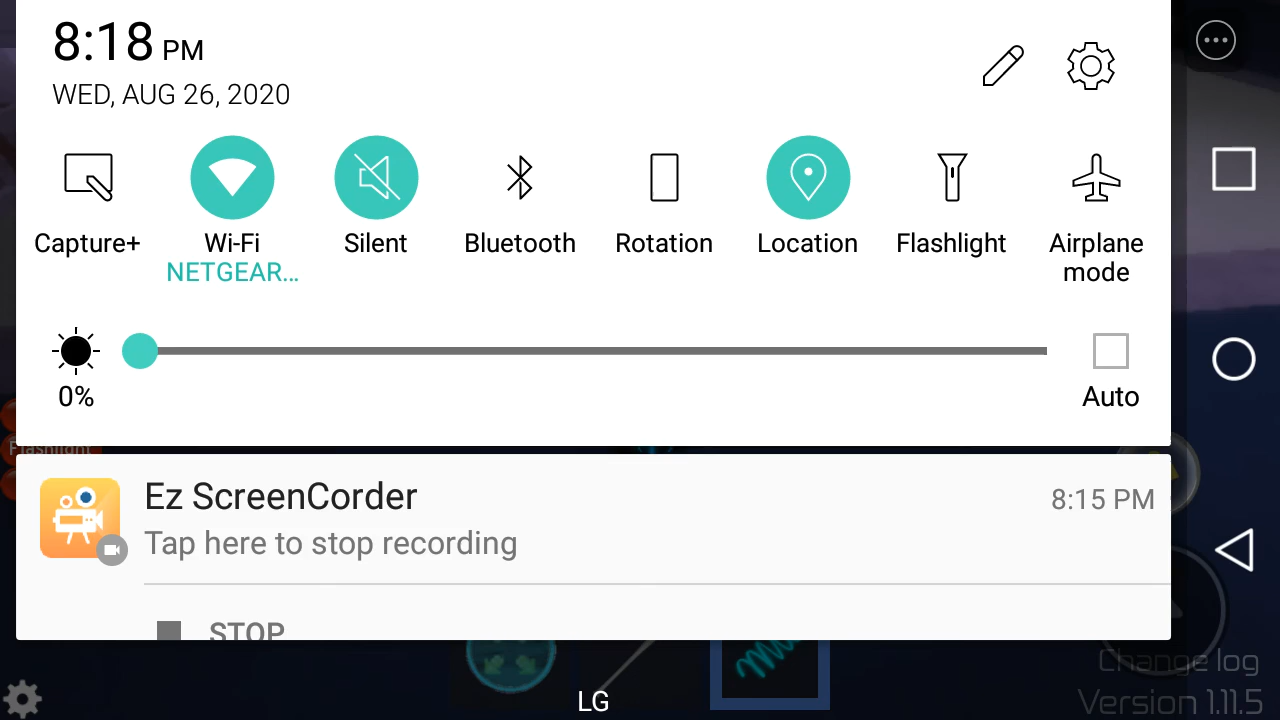 8:18 PM
WED, AUG 26, 2020
Capture+
Wi-Fi
NETGEAR...
Silent
Bluetooth
Rotation
Location
Flashlight
Airplane
mode
0%
Auto
Flashlight
Ez ScreenCorder
8:15 PM
Tap here to stop recording
STOP
Change log
Version 1.11.5
LG